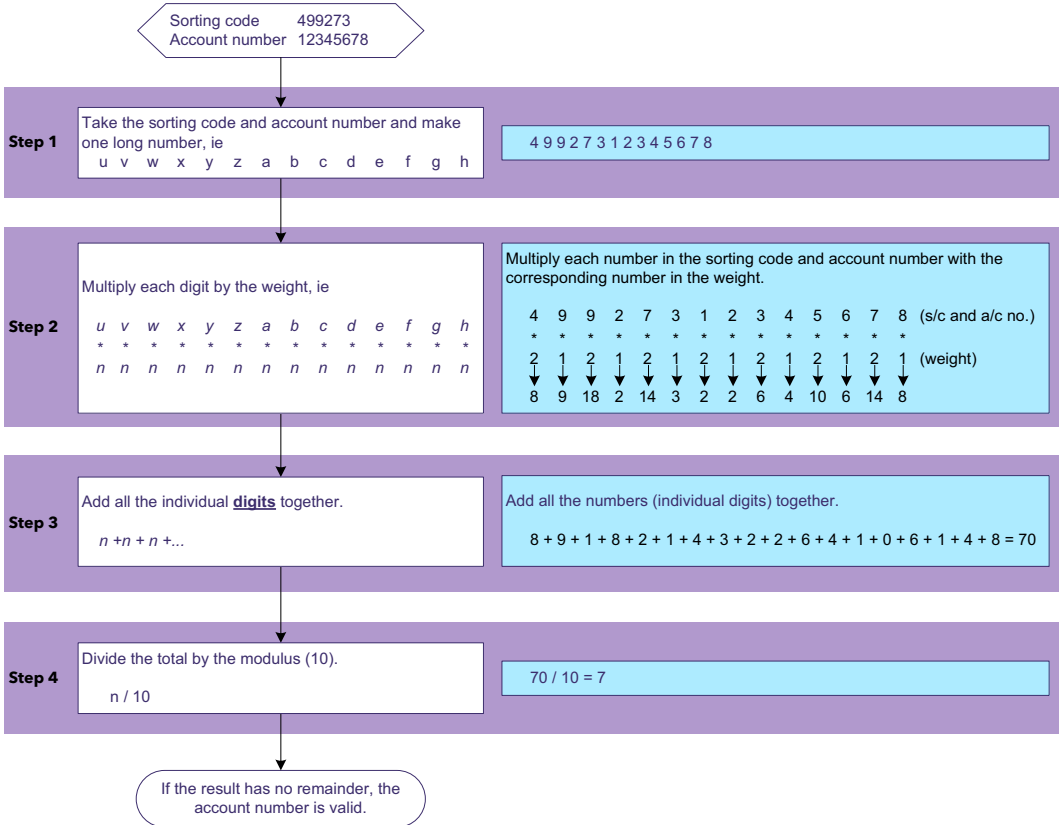 Sorting code 499273
Account number 12345678
Step 1
Take the sorting code and account number and make
one long number, ie
u v w x y z a b c d e f g h
4 9 9 2 7 3 1 2 3 4 5 6 7 8
Step 2
Multiply each digit by the weight, ie
u v w x y z a b c d e f g h
* * * * * * * * * * * * * *
n n n n n n n n n n n n n n
Multiply each number in the sorting code and account number with the
corresponding number in the weight.
4 9 9 2 7 3 1 2 3 4 5 6 7 8 (s/c and a/c no.)
* * * * * * * * * * * * * *
2 1 2 1 2 1 2 1 2 1 2 1 2 1 (weight)
8 9 18 2 14 3 2 2 6 4 10 6 14 8
Step 3
Add all the individual digits together.
n +n + n +...
Add all the numbers (individual digits) together.
8 + 9 + 1 + 8 + 2 + 1 + 4 + 3 + 2 + 2 + 6 + 4 + 1 + 0 + 6 + 1 + 4 + 8 = 70
Step 4
Divide the total by the modulus (10).
n / 10
70 / 10 = 7
If the result has no remainder, the
account number is valid.